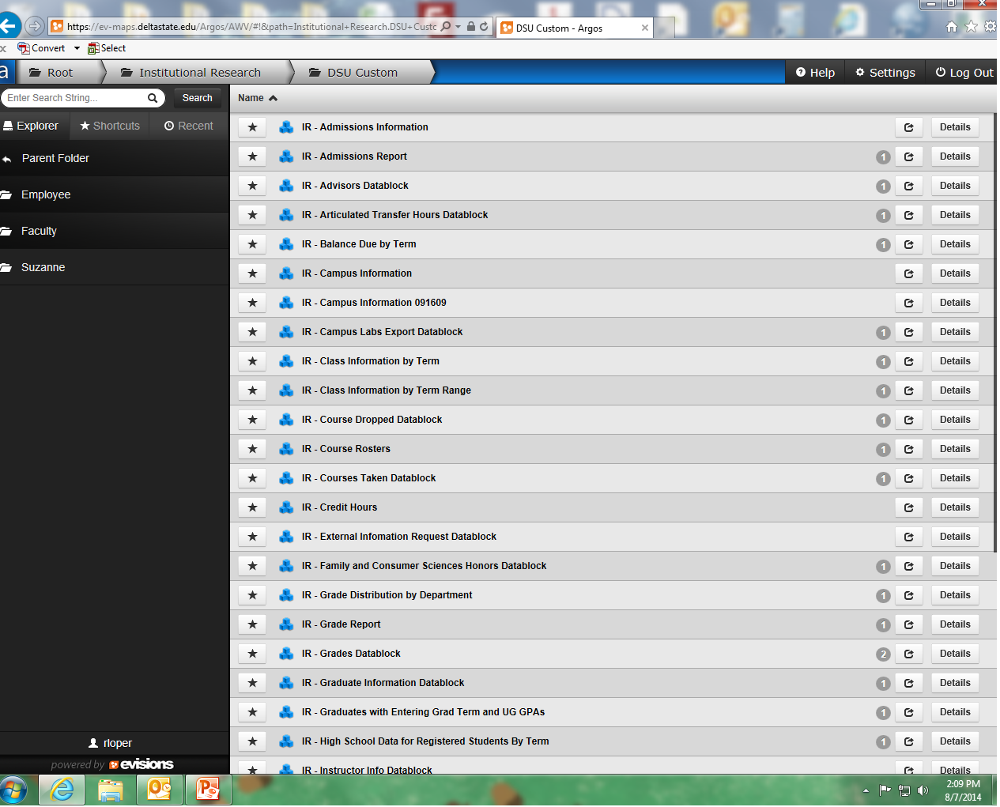 https://ev-maps.deltastate.edu/Argos/AWV/#!&path=Institutional+Research.DSU+Custc
DSU Custom - Argos
x Convert Select
a Root Institutional Research DSU Custom Help Settings Log Out
Enter Search String... Search Name
Explorer Shortcuts Recent
Parent Folder
Employee
Faculty
Suzanne
IR - Admissions Information Details
IR - Admissions Report 1 Details
IR - Advisors Datablock 1 Details
IR - Articulated Transfer Hours Datablock 1 Details
IR - Balance Due by Term 1 Details
IR - Campus Information Details
IR - Campus Information 091609 Details
IR - Campus Labs Export Datablock 1 Details
IR - Class Information by Term 1 Details
IR - Class Information by Term Range 1 Details
IR - Course Dropped Datablock 1 Details
IR - Course Rosters 1 Details
IR - Courses Taken Datablock 1 Details
IR - Credit Hours Details
IR - External Infomation Request Datablock Details
IR - Family and Consumer Sciences Honors Datablock 1 Details
IR - Grade Distribution by Department 1 Details
IR - Grade Report 1 Details
IR - Grades Datablock 2 Details
IR - Graduate Information Datablock 1 Details
IR - Graduates with Entering Grad Term and UG GPAs 1 Details
IR - High School Data for Registered Students By Term 1 Details
IR - Instructor Info Datablock Details
rloper
powered by evisions
2:09 PM
8/7/2014